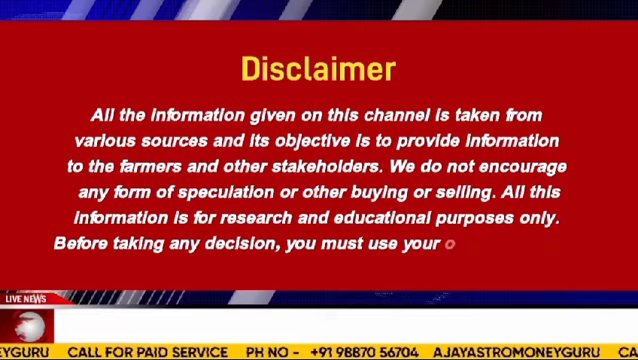 Disclaimer
All the information given on this channel is taken from
various sources and its objective is to provide information
to the farmers and other stakeholders. We do not encourage
any form of speculation or other buying or selling. All this
information is for research and educational purposes only.
Before taking any decision, you must use your o
LIVE NEWS
EYGURU CALL FOR PAID SERVICE PH NO - +91 98870 56704 AJAYASTROMONEYGURU CA